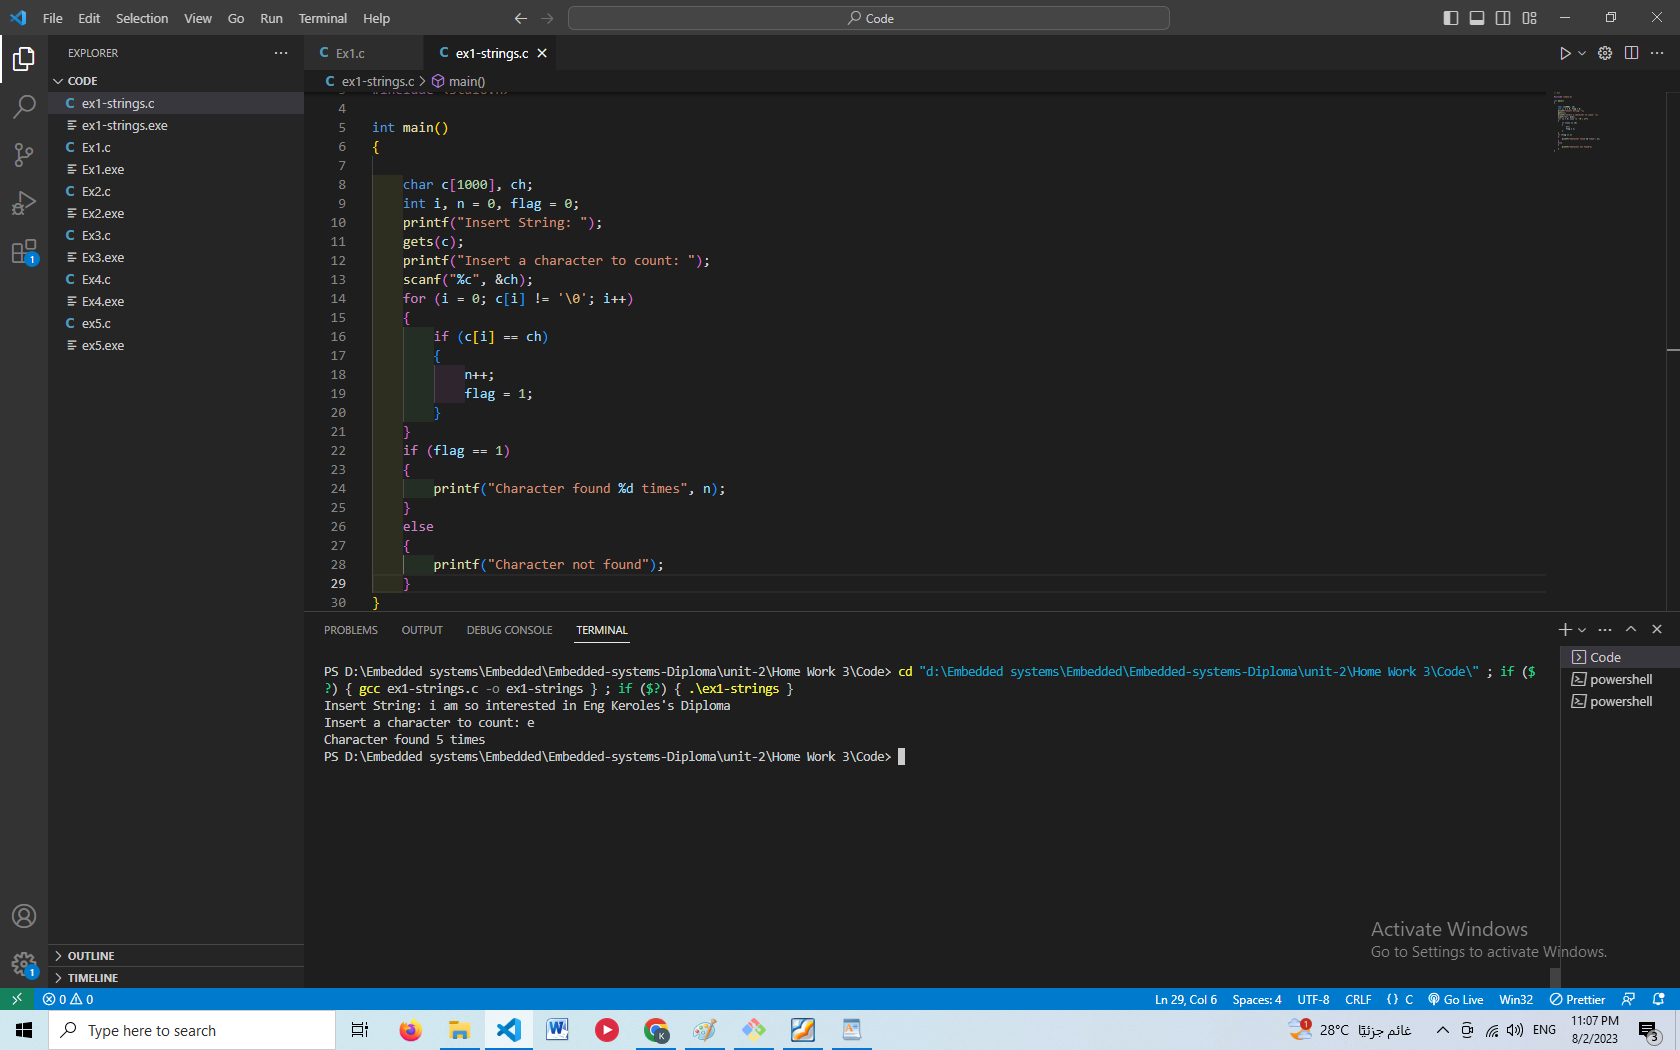 File Edit Selection View Go Run Terminal Help
Code
EXPLORER
CODE
ex1-strings.c
ex1-strings.exe
Ex1.c
Ex1.exe
Ex2.c
Ex2.exe
Ex3.c
Ex3.exe
Ex4.c
Ex4.exe
ex5.c
ex5.exe
OUTLINE
TIMELINE
C Ex1.c
C ex1-strings.c
C ex1-strings.c > main()
4
5 int main()
6 {
7
8 char c[1000], ch;
9 int i, n = 0, flag = 0;
10 printf("Insert String: ");
11 gets(c);
12 printf("Insert a character to count: ");
13 scanf("%c", &ch);
14 for (i = 0; c[i] != '\0'; i++)
15 {
16 if (c[i] == ch)
17 {
18 n++;
19 flag = 1;
20 }
21 }
22 if (flag == 1)
23 {
24 printf("Character found %d times", n);
25 }
26 else
27 {
28 printf("Character not found");
29 }
30 }
PROBLEMS OUTPUT DEBUG CONSOLE TERMINAL
PS D:\Embedded systems\Embedded\Embedded-systems-Diploma\unit-2\Home Work 3\Code> cd "d:\Embedded systems\Embedded\Embedded-systems-Diploma\unit-2\Home Work 3\Code\" ; if ($
?) { gcc ex1-strings.c -o ex1-strings } ; if ($?) { .\ex1-strings }
Insert String: i am so interested in Eng Keroles's Diploma
Insert a character to count: e
Character found 5 times
PS D:\Embedded systems\Embedded\Embedded-systems-Diploma\unit-2\Home Work 3\Code>
Code
powershell
powershell
Activate Windows
Go to Settings to activate Windows.
0 0 Ln 29, Col 6 Spaces: 4 UTF-8 CRLF {} C Go Live Win32 Prettier
Type here to search
28°C غائم جزئيًا ENG
11:07 PM
8/2/2023
3